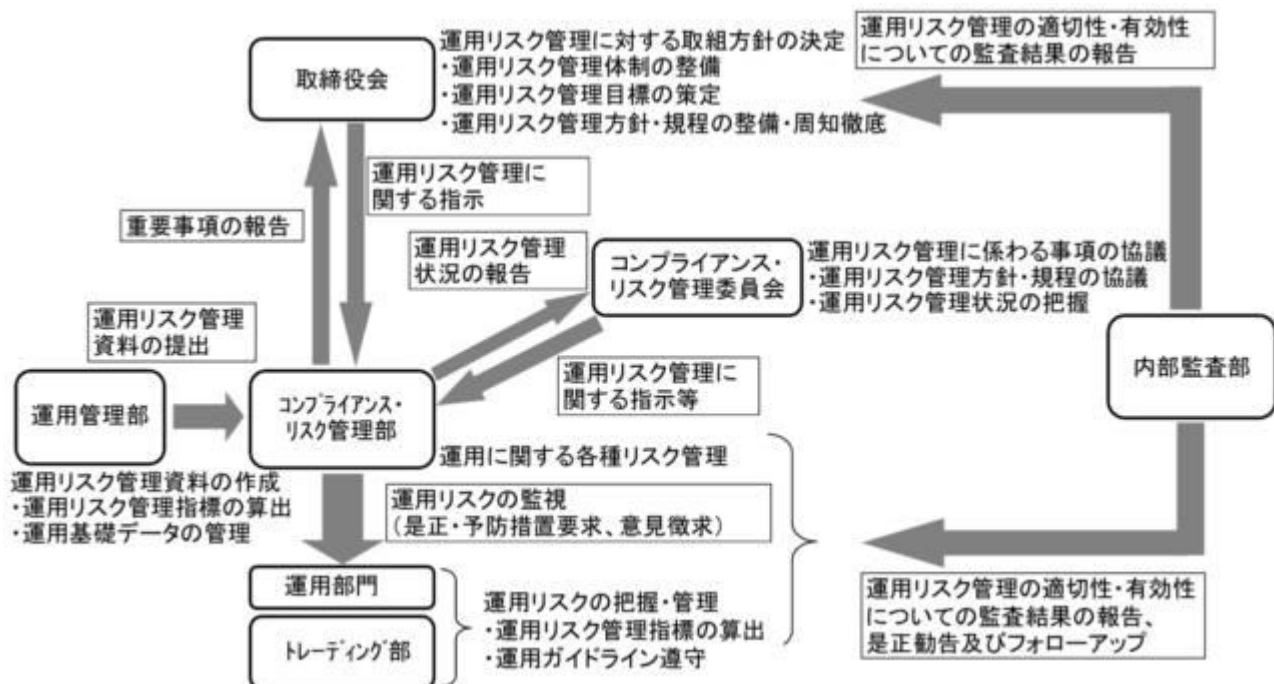 取締役会
運用リスク管理に対する取組方針の決定
・運用リスク管理体制の整備
・運用リスク管理目標の策定
・運用リスク管理方針・規程の整備・周知徹底
運用リスク管理の適切性・有効性
についての監査結果の報告
運用リスク管理に
関する指示
重要事項の報告
運用リスク管理
状況の報告
コンプライアンス・
リスク管理委員会
運用リスク管理に係わる事項の協議
・運用リスク管理方針・規程の協議
・運用リスク管理状況の把握
運用リスク管理
資料の提出
運用リスク管理に
関する指示等
内部監査部
運用管理部
コンプライアンス・
リスク管理部
運用に関する各種リスク管理
運用リスク管理資料の作成
・運用リスク管理指標の算出
・運用基礎データの管理
運用リスクの監視
(是正・予防措置要求、意見徴求)
運用部門
トレーディング部
運用リスクの把握・管理
・運用リスク管理指標の算出
・運用ガイドライン遵守
運用リスク管理の適切性・有効性
についての監査結果の報告、
是正勧告及びフォローアップ